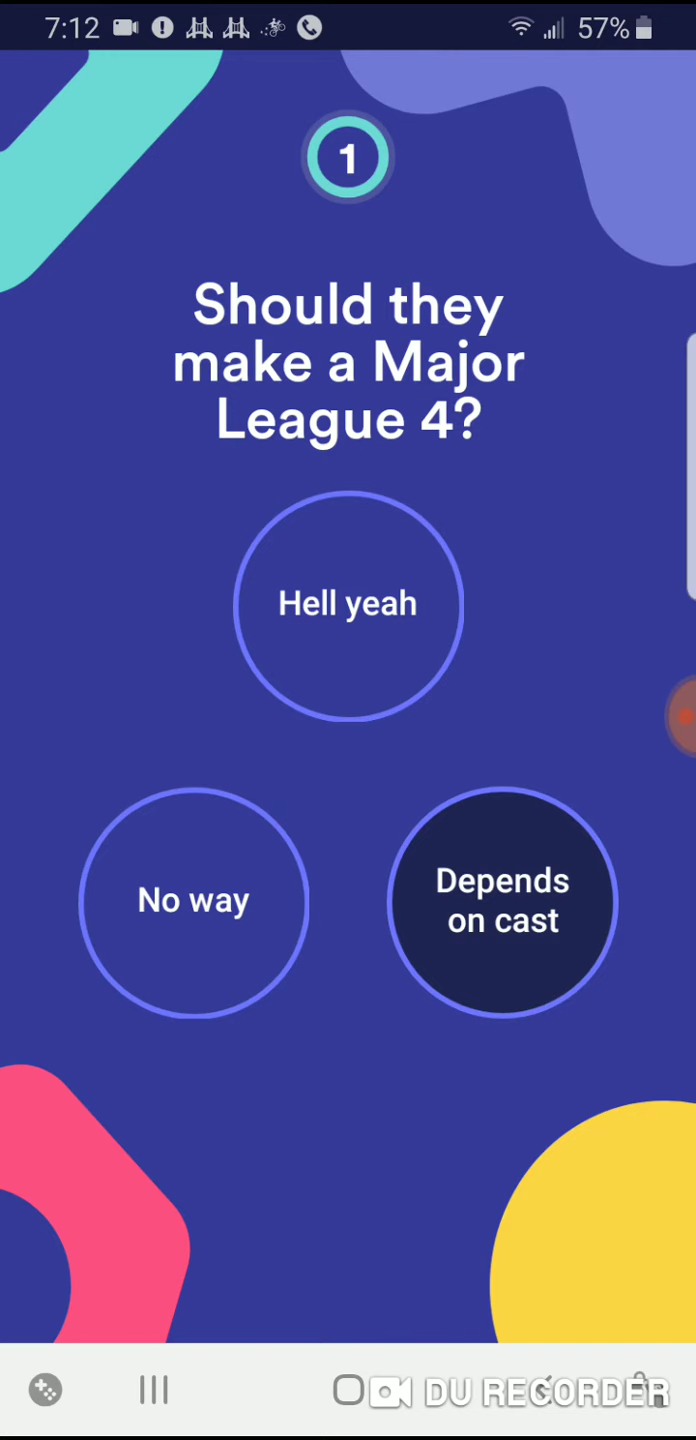 7:12
57%
1
Should they
make a Major
League 4?
Hell yeah
No way
Depends
on cast
DU RECORDER